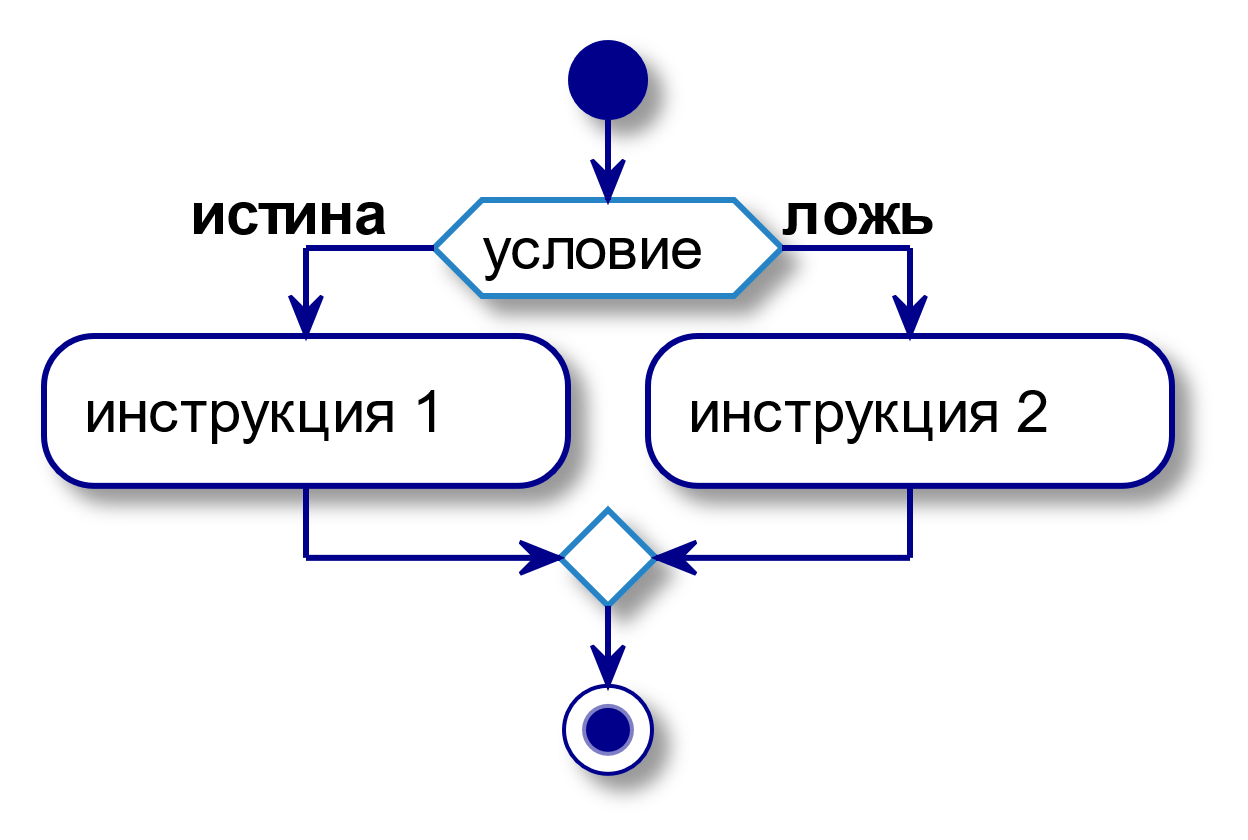 истина
ложь
условие
инструкция 1
инструкция 2